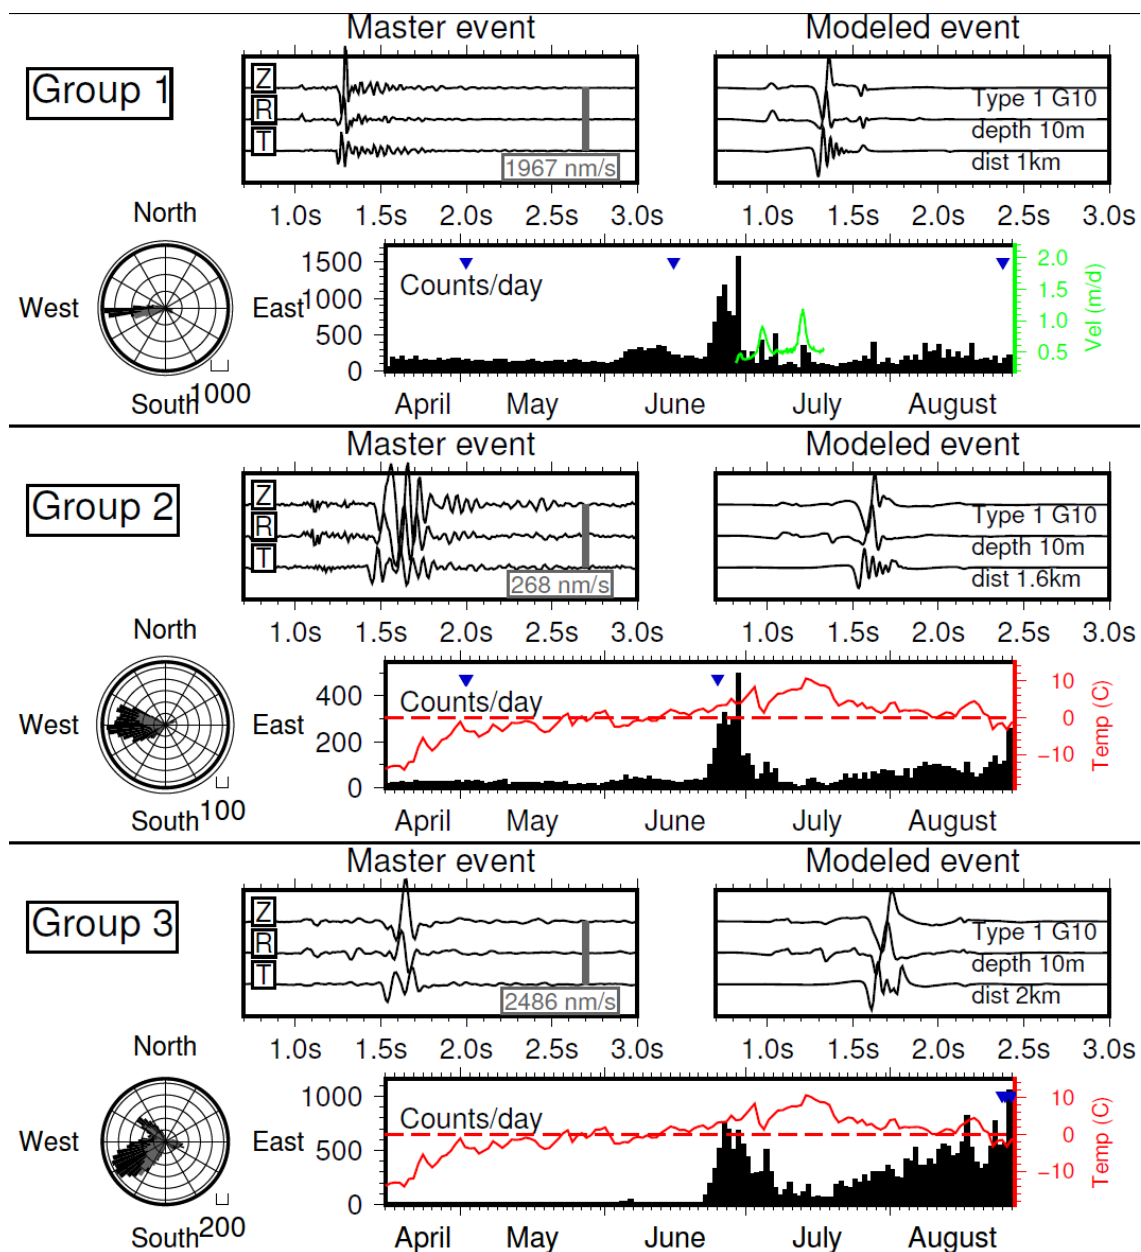 Master event Modeled event
Group 1
Z
R
T
1967 nm/s
Type 1 G10
depth 10m
dist 1km
1.0s 1.5s 2.0s 2.5s 3.0s 1.0s 1.5s 2.0s 2.5s 3.0s
North
West East
South
1000
1500
1000
500
0
Counts/day
2.0
1.5
1.0
0.5
Vel (m/d)
April May June July August
Master event Modeled event
Group 2
Z
R
T
268 nm/s
Type 1 G10
depth 10m
dist 1.6km
1.0s 1.5s 2.0s 2.5s 3.0s 1.0s 1.5s 2.0s 2.5s 3.0s
North
West East
South
100
400
200
0
Counts/day
10
0
−10
Temp (C)
April May June July August
Master event Modeled event
Group 3
Z
R
T
2486 nm/s
Type 1 G10
depth 10m
dist 2km
1.0s 1.5s 2.0s 2.5s 3.0s 1.0s 1.5s 2.0s 2.5s 3.0s
North
West East
South
200
1000
500
0
Counts/day
10
0
−10
Temp (C)
April May June July August